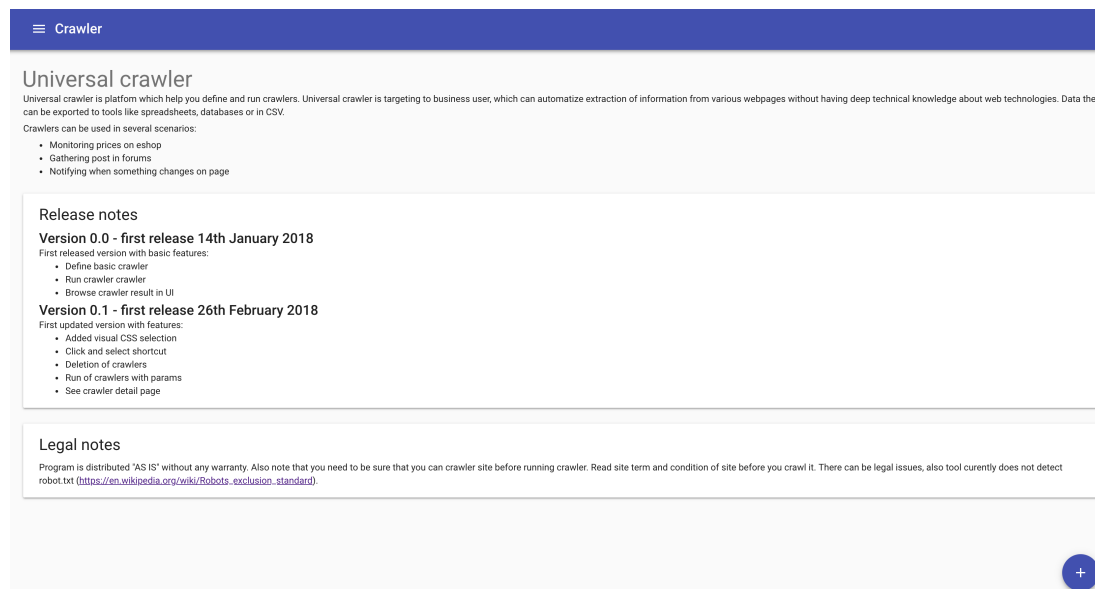 Crawler
Universal crawler
Universal crawler is platfom which help you define and run crawlers. Universal crawler is targeting to business user, which can automatize extraction of information from various webpages without having deep technical knowledge about web technologies. Data the
can be exported to tools like spreadsheets, databases or in CSV.
Crawlers can be used in several scenarios:
• Monitoring prices on eshop
• Gathering post in forums
• Notifying when something changes on page
Release notes
Version 0.0 - first release 14th January 2018
First released version with basic features:
• Define basic crawler
• Run crawler crawler
• Browse crawler result in UI
Version 0.1 - first release 26th February 2018
First updated version with features:
• Added visual CSS selection
• Click and select shortcut
• Deletion of crawlers
• Run of crawlers with params
• See crawler detail page
Legal notes
Program is distributed "AS IS" without any warranty. Also note that you need to be sure that you can crawler site before running crawler. Read site term and condition of site before you crawl it. There can be legal issues, also tool curently does not detect
robot.txt (https://en.wikipedia.org/wiki/Robots_exclusion_standard).
+